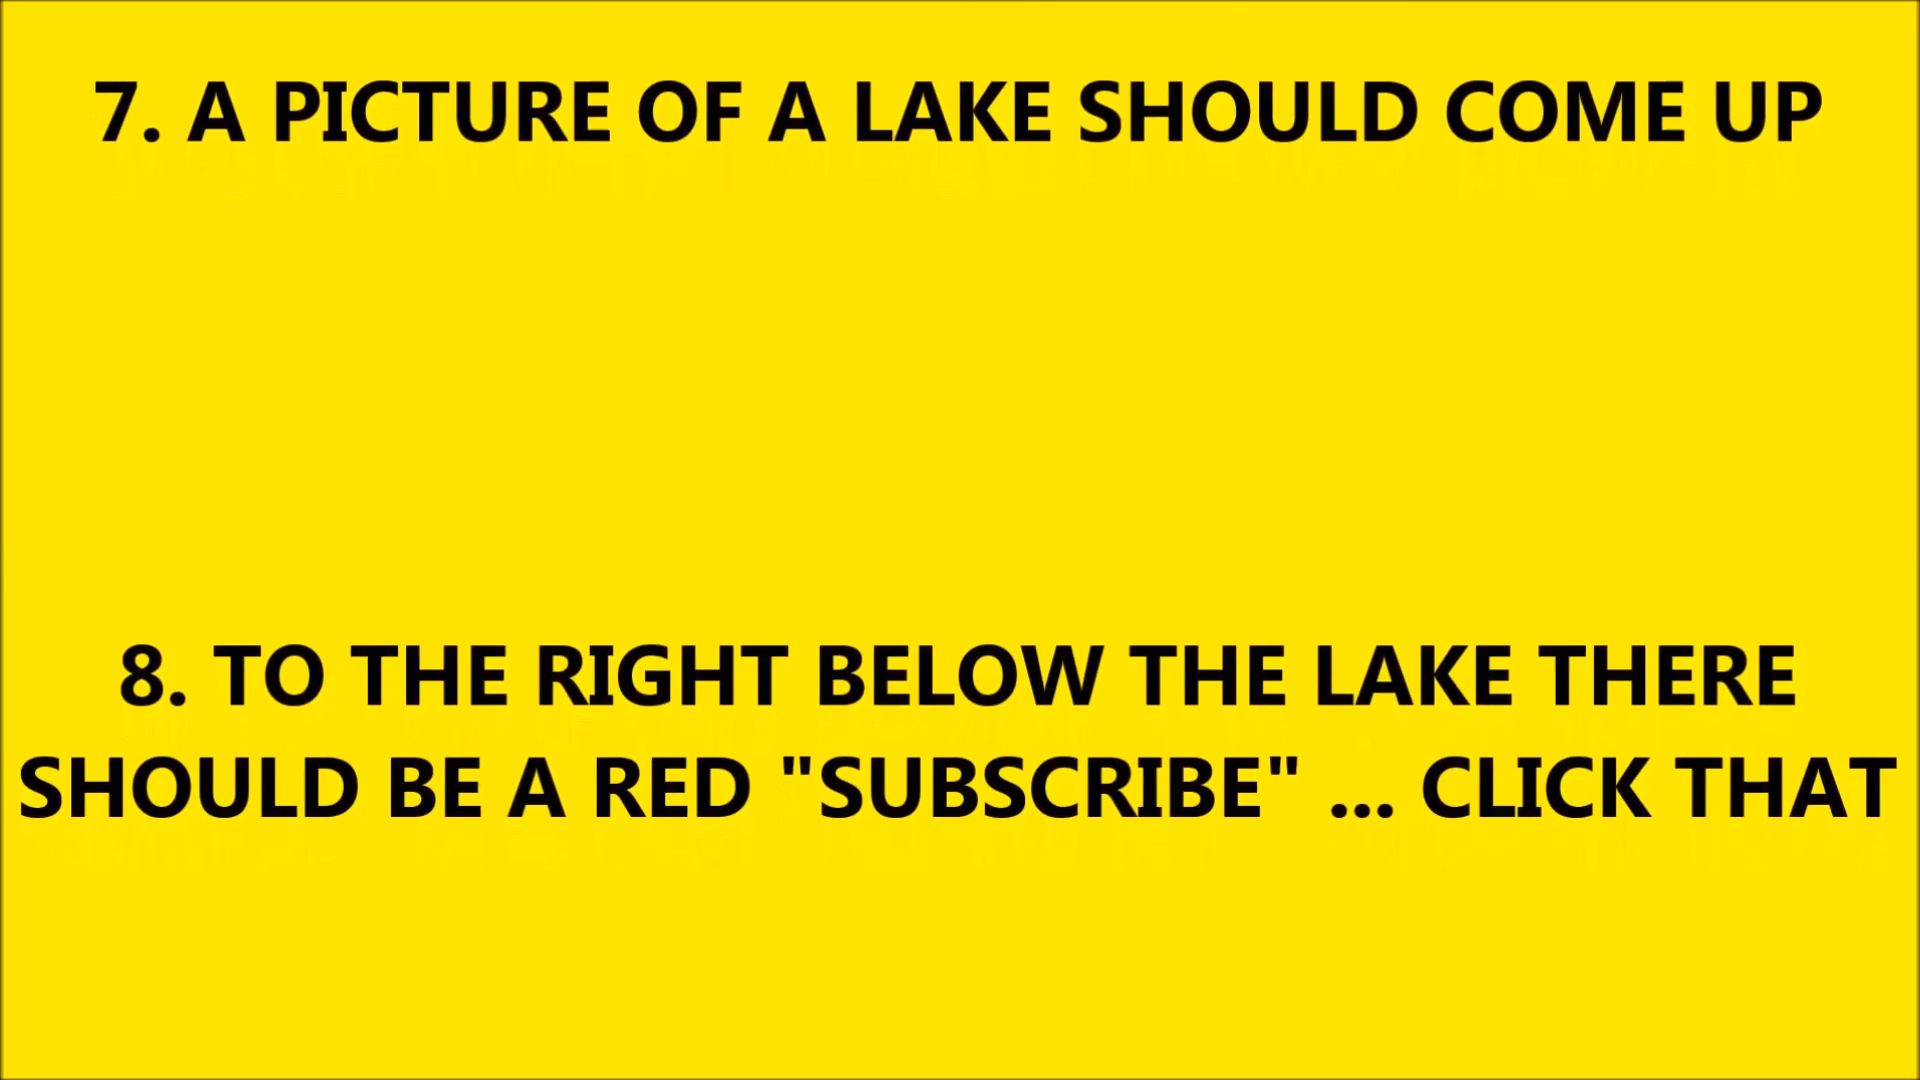 7. A PICTURE OF A LAKE SHOULD COME UP
8. TO THE RIGHT BELOW THE LAKE THERE
SHOULD BE A RED "SUBSCRIBE" ... CLICK THAT